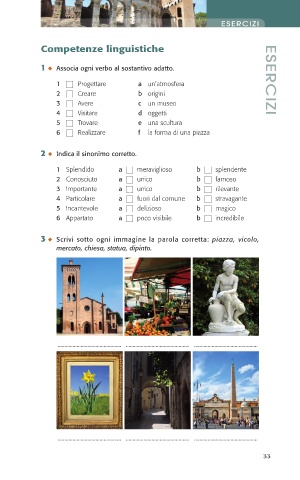 ESERCIZI
ESERCIZI
Competenze linguistiche
1 Associa ogni verbo al sostantivo adatto.
1 Progettare a un'atmosfera
2 Creare b origini
3 Avere c un museo
4 Visitare d oggetti
5 Trovare e una scultura
6 Realizzare f la forma di una piazza
2 Indica il sinonimo corretto.
1 Splendido a meraviglioso b splendente
2 Conosciuto a unico b famoso
3 Importante a unico b rilevante
4 Particolare a fuori dal comune b stravagante
5 Incantevole a delizioso b magico
6 Appartato a poco visibile b incredibile
3 Scrivi sotto ogni immagine la parola corretta: piazza, vicolo,
mercato, chiesa, statua, dipinto.
33